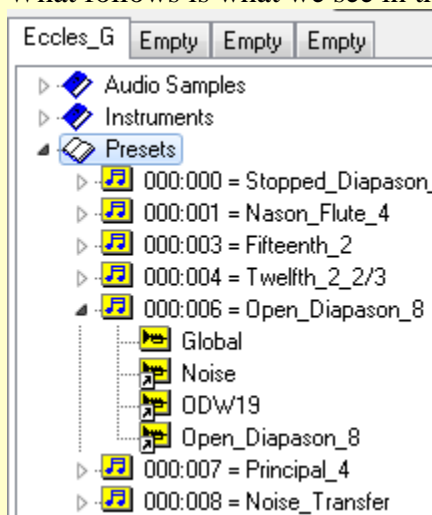 What follows is what we see in t
Eccles_G Empty Empty Empty
Audio Samples
Instruments
Presets
000:000 = Stopped_Diapason_
000:001 = Nason_Flute_4
000:003 = Fifteenth_2
000:004 = Twelfth_2_2/3
000:006 = Open_Diapason_8
Global
Noise
ODW19
Open_Diapason_8
000:007 = Principal_4
000:008 = Noise_Transfer